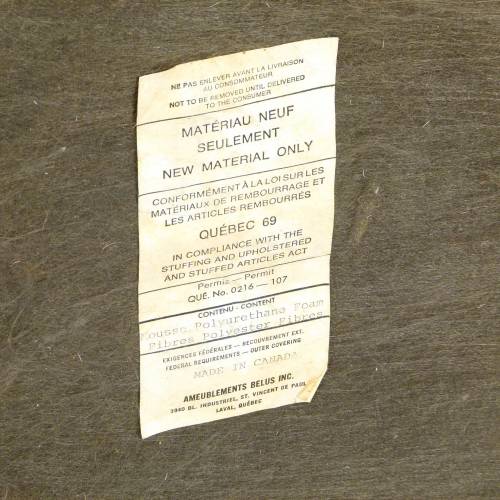 NE PAS ENLEVER AVANT LA LIVRAISON
AU CONSOMMATEUR
NOT TO BE REMOVED UNTIL DELIVERED
TO THE CONSUMER
MATÉRIAU NEUF
SEULEMENT
NEW MATERIAL ONLY
CONFORMÉMENT À LA LOI SUR LES
MATÉRIAUX DE REMBOURRAGE ET
LES ARTICLES REMBOURRÉS
QUÉBEC 69
IN COMPLIANCE WITH THE
STUFFING AND UPHOLSTERED
AND STUFFED ARTICLES ACT
Permis — Permit
QUÉ. No. 0216 — 107
CONTENU - CONTENT
Mousse Polyurethane Foam
Fibres Polyester Fibres
EXIGENCES FÉDÉRALES — RECOUVREMENT EXT.
FEDERAL REQUIREMENTS — OUTER COVERING
MADE IN CANADA
AMEUBLEMENTS BELUS INC.
3940 BL. INDUSTRIEL, ST. VINCENT DE PAUL
LAVAL, QUÉBEC